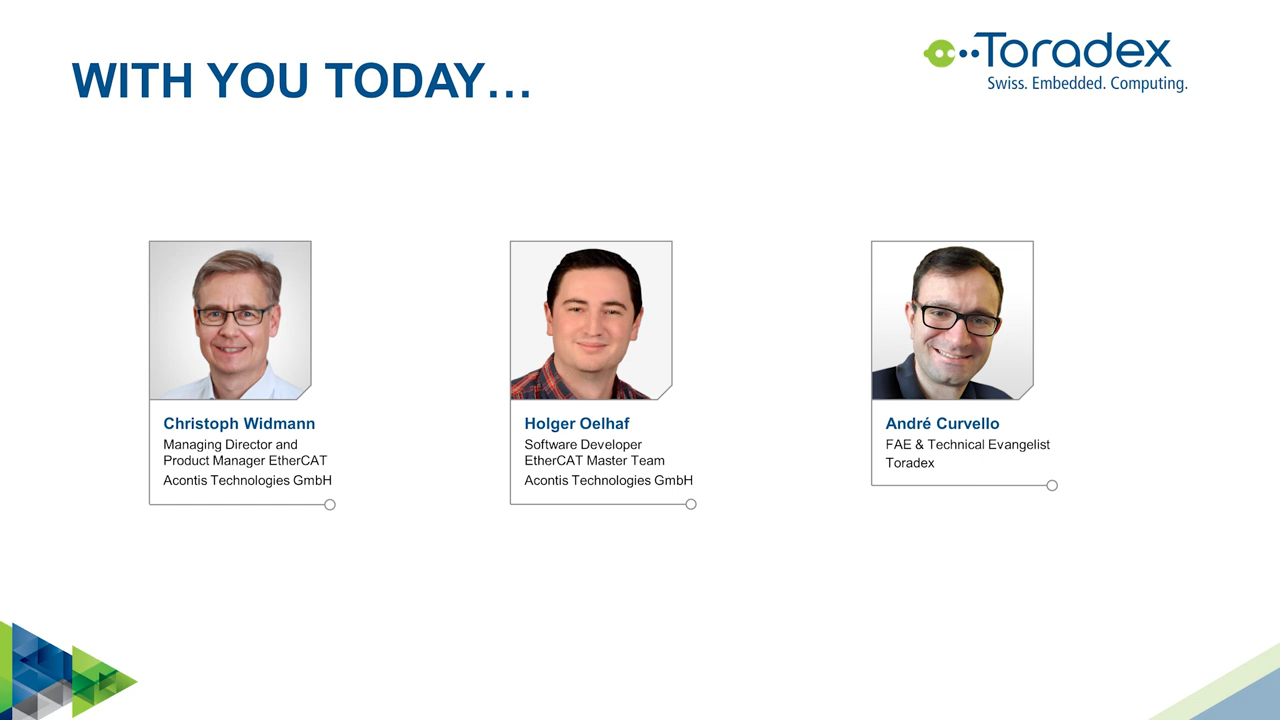 WITH YOU TODAY…
Toradex
Swiss. Embedded. Computing.
Christoph Widmann
Managing Director and
Product Manager EtherCAT
Acontis Technologies GmbH
Holger Oelhaf
Software Developer
EtherCAT Master Team
Acontis Technologies GmbH
André Curvello
FAE & Technical Evangelist
Toradex